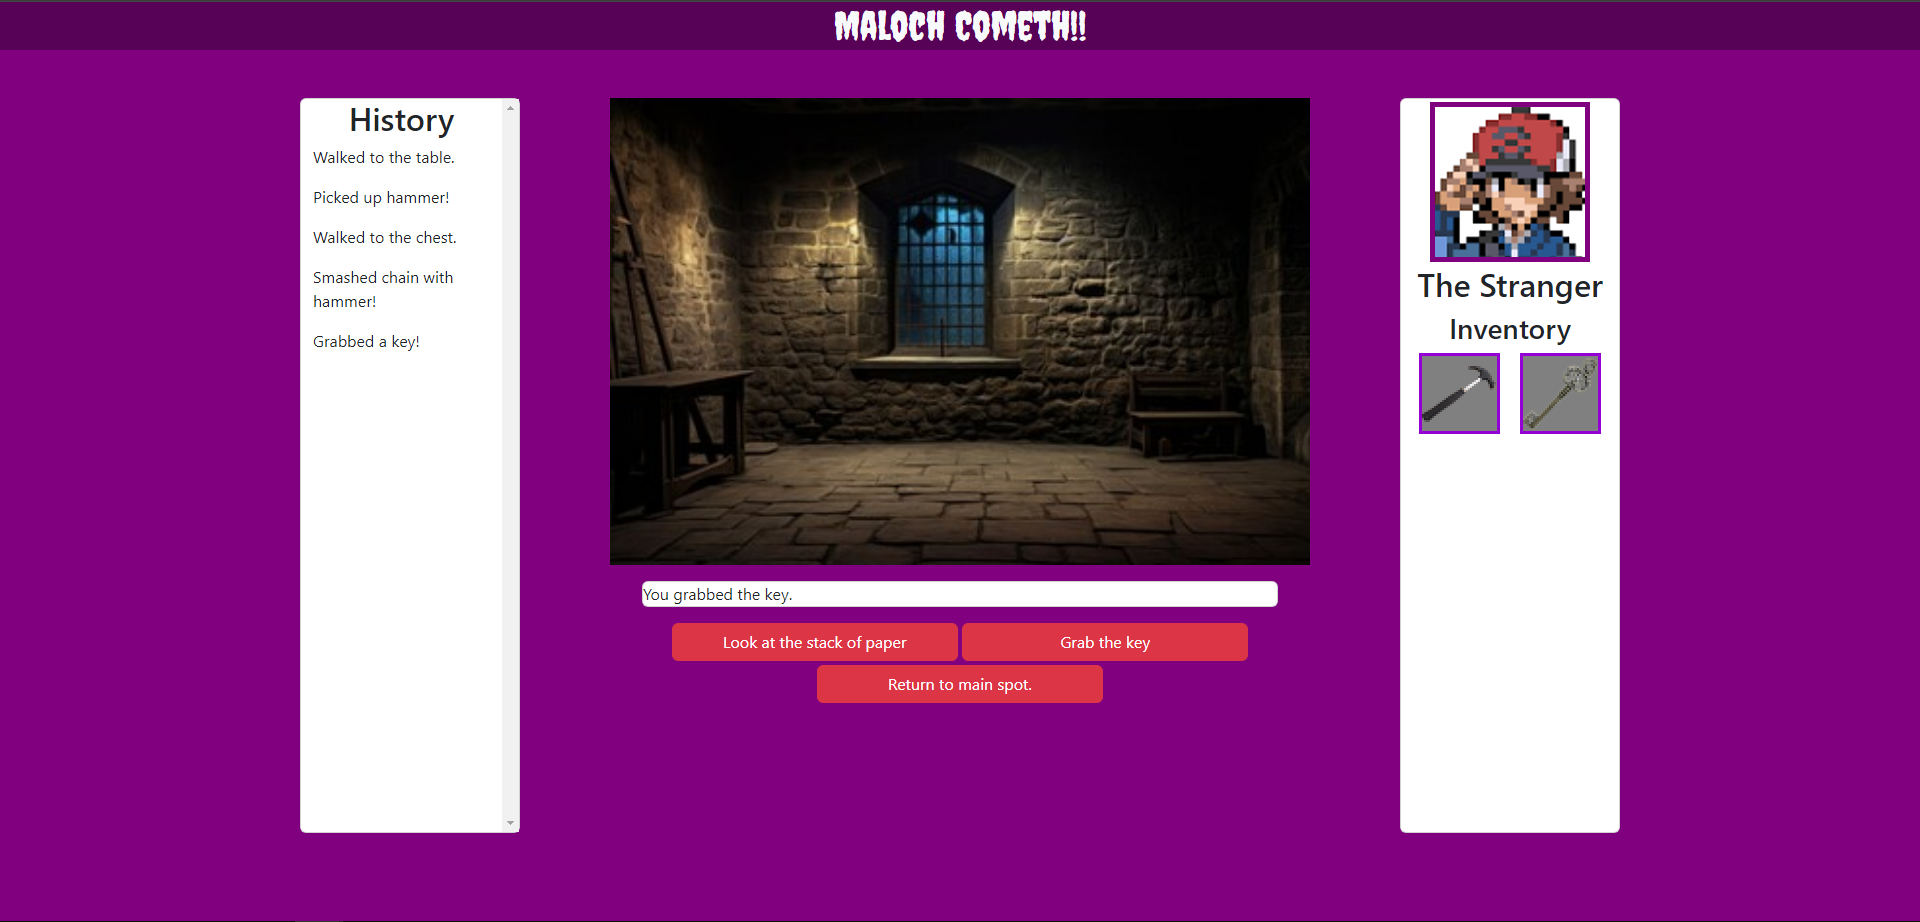 MALOCH COMETH!!
History
Walked to the table.
Picked up hammer!
Walked to the chest.
Smashed chain with
hammer!
Grabbed a key!
You grabbed the key.
Look at the stack of paper
Grab the key
Return to main spot.
The Stranger
Inventory